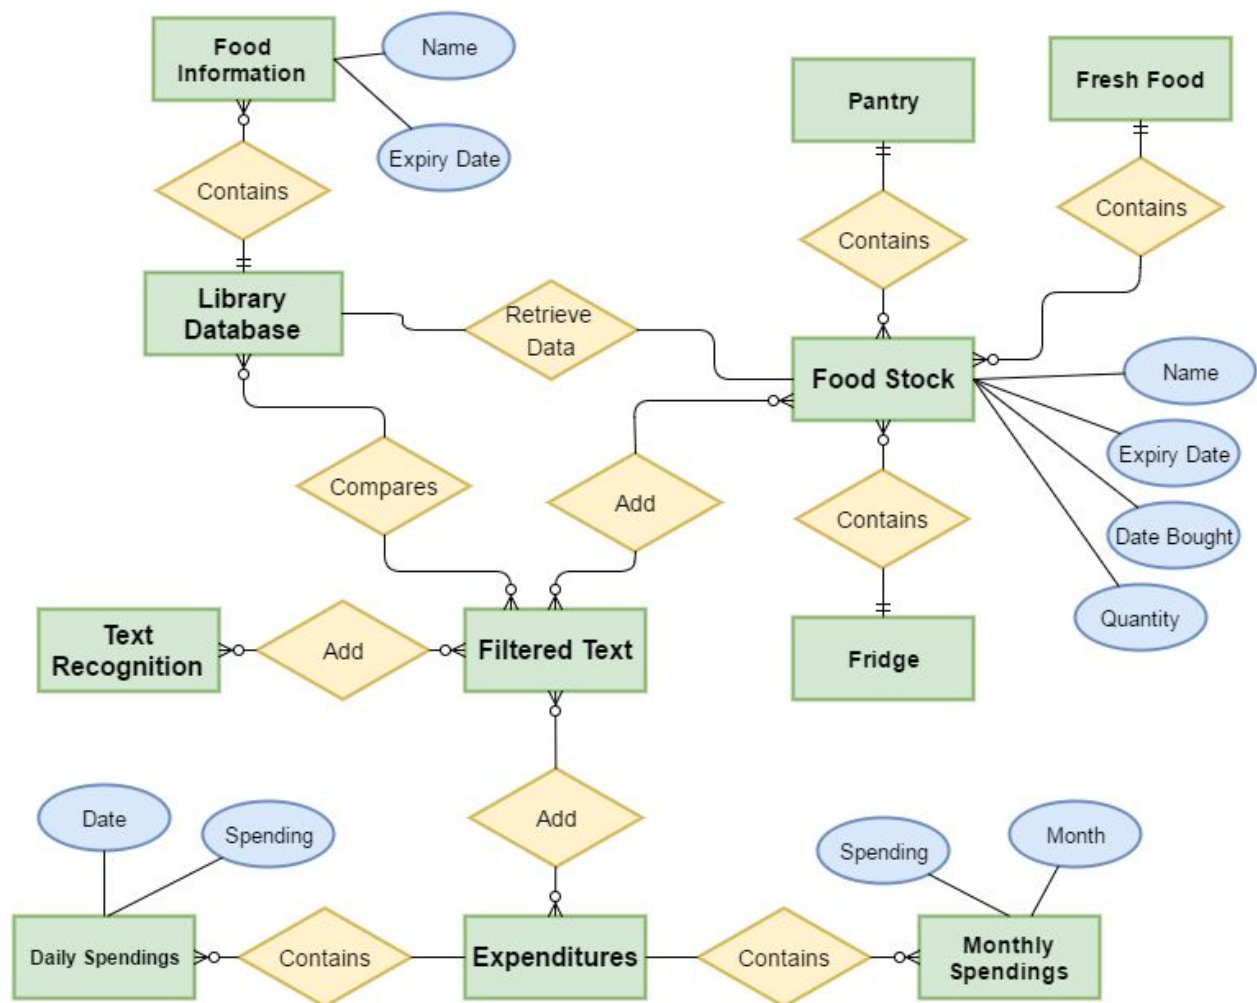 Food
Information
Name
Expiry Date
Contains
Library
Database
Retrieve
Data
Pantry
Contains
Fresh Food
Contains
Food Stock
Name
Expiry Date
Date Bought
Quantity
Compares
Add
Contains
Fridge
Text
Recognition
Add
Filtered Text
Add
Date
Spending
Daily Spendings
Contains
Expenditures
Contains
Spending
Month
Monthly
Spendings